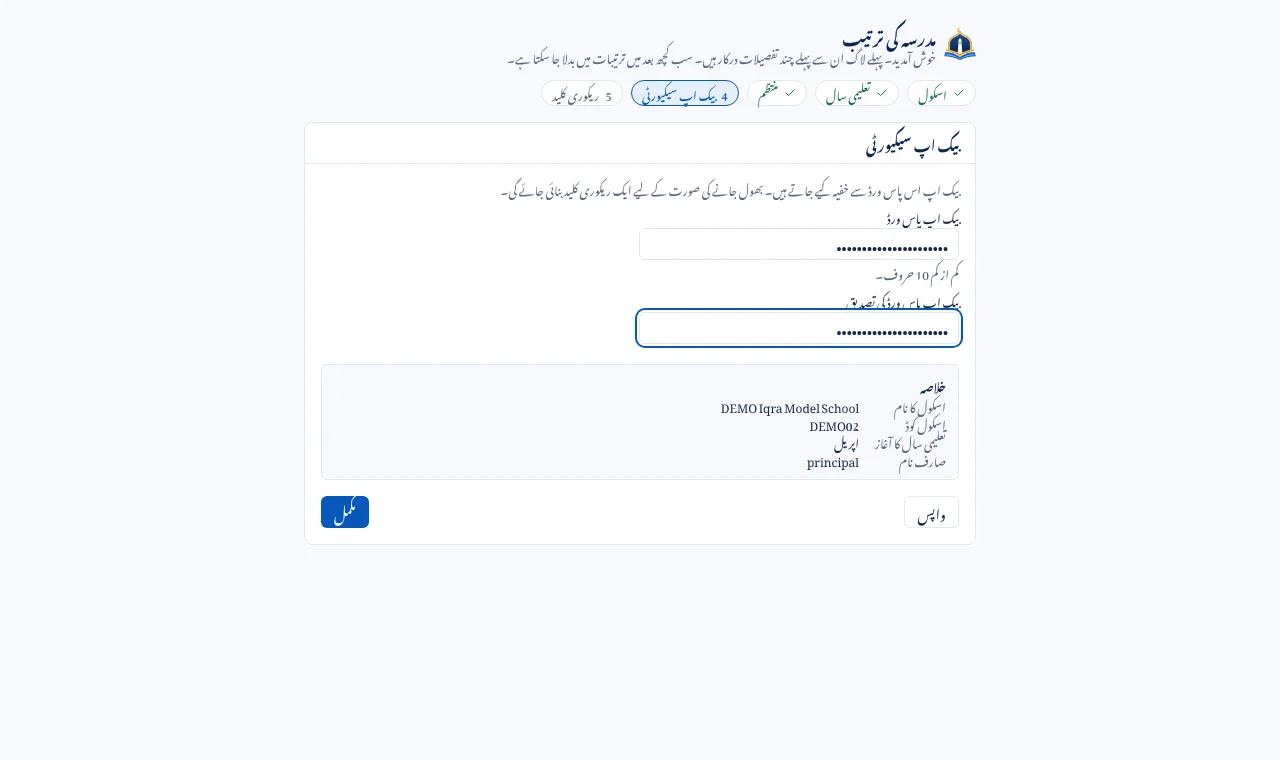 مدرسہ کی ترتیب
خوش آمدید۔ پہلے لاگ ان سے پہلے چند تفصیلات درکار ہیں۔ سب کچھ بعد میں ترتیبات میں بدلا جا سکتا ہے۔
اسکول
تعلیمی سال
منتظم
4 بیک اپ سیکیورٹی
5 ریکوری کلید
بیک اپ سیکیورٹی
بیک اپ اس پاس ورڈ سے خفیہ کیے جاتے ہیں۔ بھول جانے کی صورت کے لیے ایک ریکوری کلید بنائی جائے گی۔
بیک اپ پاس ورڈ
کم از کم 10 حروف۔
بیک اپ پاس ورڈ کی تصدیق
خلاصہ
اسکول کا نام DEMO Iqra Model School
اسکول کوڈ DEMO02
تعلیمی سال کا آغاز اپریل
صارف نام principal
واپس
مکمل